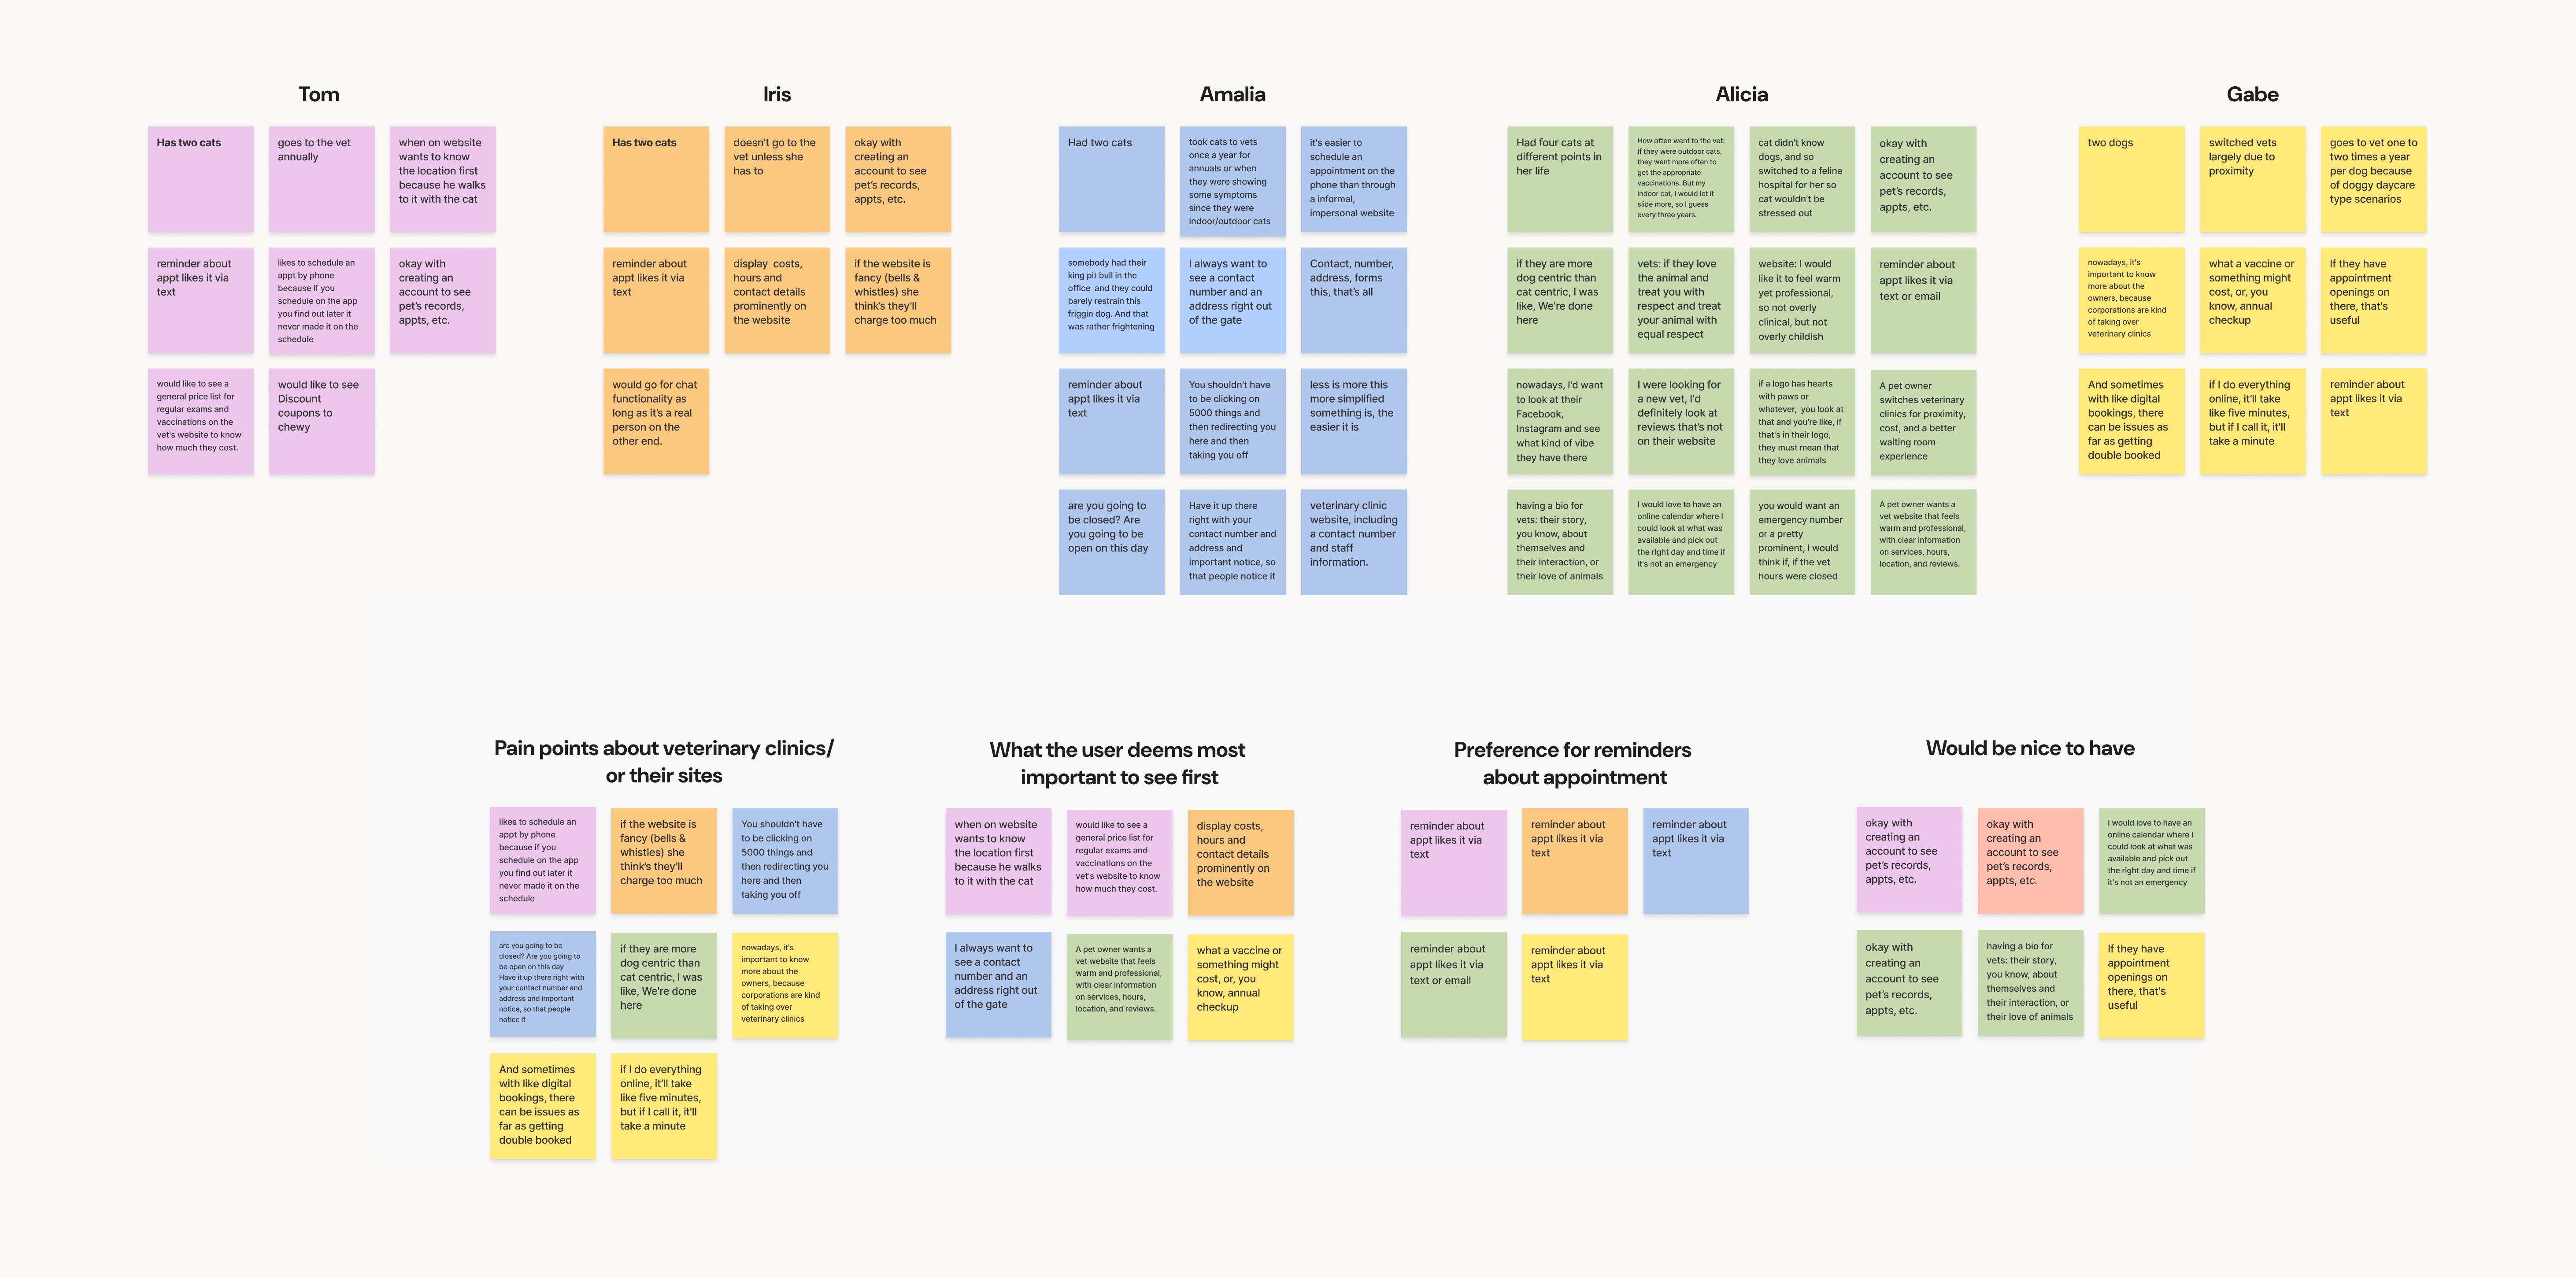 Tom
Has two cats
goes to the vet
annually
when on website
wants to know
the location first
because he walks
to it with the cat
reminder about
appt likes it via
text
likes to schedule an
appt by phone
because if you
schedule on the app
you find out later it
never made it on the
schedule
okay with
creating an
account to see
pet's records,
appts, etc.
would like to see a
general price list for
regular exams and
vaccinations on the
vet's website to know
how much they cost.
would like to see
Discount
coupons to
chewy
Iris
Has two cats
doesn't go to the
vet unless she
has to
okay with
creating an
account to see
pet's records,
appts, etc.
reminder about
appt likes it via
text
display costs,
hours and
contact details
prominently on
the website
if the website is
fancy (bells &
whistles) she
think's they'll
charge too much
would go for chat
functionality as
long as it's a real
person on the
other end.
Amalia
Had two cats
took cats to vets
once a year for
annuals or when
they were showing
some symptoms
since they were
indoor/outdoor cats
it's easier to
schedule an
appointment on the
phone than through
a informal,
impersonal website
somebody had their
king pit bull in the
office and they could
barely restrain this
friggin dog. And that
was rather frightening
I always want to
see a contact
number and an
address right out
of the gate
Contact, number,
address, forms
this, that's all
reminder about
appt likes it via
text
You shouldn't have
to be clicking on
5000 things and
then redirecting you
here and then
taking you off
less is more this
more simplified
something is, the
easier it is
are you going to
be closed? Are
you going to be
open on this day
Have it up there
right with your
contact number and
address and
important notice, so
that people notice it
veterinary clinic
website, including
a contact number
and staff
information.
Alicia
Had four cats at
different points in
her life
How often went to the vet:
If they were outdoor cats,
they went more often to
get the appropriate
vaccinations. But my
indoor cat, I would let it
slide more, so I guess
every three years.
cat didn't know
dogs, and so
switched to a feline
hospital for her so
cat wouldn't be
stressed out
okay with
creating an
account to see
pet's records,
appts, etc.
if they are more
dog centric than
cat centric, I was
like, We're done
here
vets: if they love
the animal and
treat you with
respect and treat
your animal with
equal respect
website: I would
like it to feel warm
yet professional,
so not overly
clinical, but not
overly childish
reminder about
appt likes it via
text or email
nowadays, I'd want
to look at their
Facebook,
Instagram and see
what kind of vibe
they have there
I were looking for
a new vet, I'd
definitely look at
reviews that's not
on their website
if a logo has hearts
with paws or
whatever, you look at
that and you're like, if
that's in their logo,
they must mean that
they love animals
A pet owner
switches veterinary
clinics for proximity,
cost, and a better
waiting room
experience
having a bio for
vets: their story,
you know, about
themselves and
their interaction, or
their love of animals
I would love to have an
online calendar where I
could look at what was
available and pick out
the right day and time if
it's not an emergency
you would want an
emergency number
or a pretty
prominent, I would
think if, if the vet
hours were closed
A pet owner wants a
vet website that feels
warm and professional,
with clear information
on services, hours,
location, and reviews.
Gabe
two dogs
switched vets
largely due to
proximity
goes to vet one to
two times a year
per dog because
of doggy daycare
type scenarios
nowadays, it's
important to know
more about the
owners, because
corporations are kind
of taking over
veterinary clinics
what a vaccine or
something might
cost, or, you
know, annual
checkup
If they have
appointment
openings on
there, that's
useful
And sometimes
with like digital
bookings, there
can be issues as
far as getting
double booked
if I do everything
online, it'll take
like five minutes,
but if I call it, it'll
take a minute
reminder about
appt likes it via
text
Pain points about veterinary clinics/
or their sites
likes to schedule an
appt by phone
because if you
schedule on the app
you find out later it
never made it on the
schedule
if the website is
fancy (bells &
whistles) she
think's they'll
charge too much
You shouldn't have
to be clicking on
5000 things and
then redirecting you
here and then
taking you off
are you going to be
closed? Are you going to
be open on this day
Have it up there right with
your contact number and
address and important
notice, so that people
notice it
if they are more
dog centric than
cat centric, I was
like, We're done
here
nowadays, it's
important to know
more about the
owners, because
corporations are kind
of taking over
veterinary clinics
And sometimes
with like digital
bookings, there
can be issues as
far as getting
double booked
if I do everything
online, it'll take
like five minutes,
but if I call it, it'll
take a minute
What the user deems most
important to see first
when on website
wants to know
the location first
because he walks
to it with the cat
would like to see a
general price list for
regular exams and
vaccinations on the
vet's website to know
how much they cost.
display costs,
hours and
contact details
prominently on
the website
I always want to
see a contact
number and an
address right out
of the gate
A pet owner wants a
vet website that feels
warm and professional,
with clear information
on services, hours,
location, and reviews.
what a vaccine or
something might
cost, or, you
know, annual
checkup
Preference for reminders
about appointment
reminder about
appt likes it via
text
reminder about
appt likes it via
text
reminder about
appt likes it via
text
reminder about
appt likes it via
text or email
reminder about
appt likes it via
text
Would be nice to have
okay with
creating an
account to see
pet's records,
appts, etc.
okay with
creating an
account to see
pet's records,
appts, etc.
I would love to have an
online calendar where I
could look at what was
available and pick out
the right day and time if
it's not an emergency
okay with
creating an
account to see
pet's records,
appts, etc.
having a bio for
vets: their story,
you know, about
themselves and
their interaction, or
their love of animals
If they have
appointment
openings on
there, that's
useful